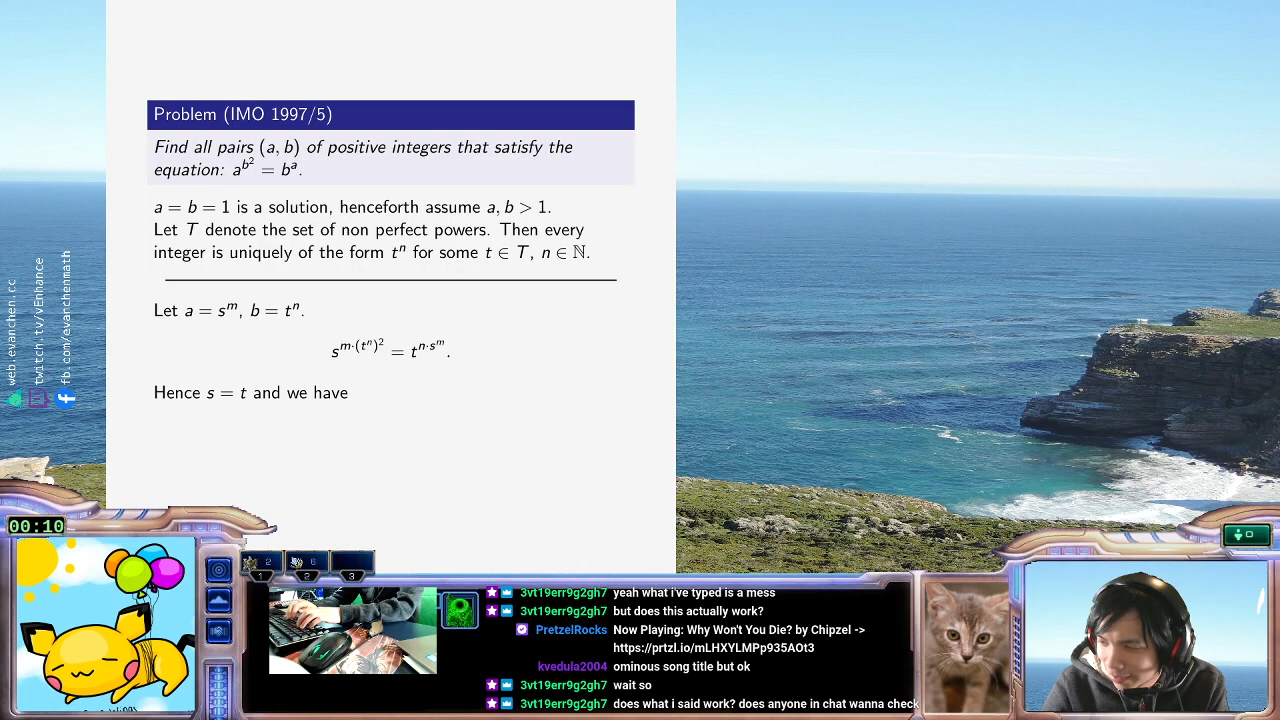 Problem (IMO 1997/5)
Find all pairs (a, b) of positive integers that satisfy the
equation: a^{b^2} = b^a.
a = b = 1 is a solution, henceforth assume a, b > 1.
Let T denote the set of non perfect powers. Then every
integer is uniquely of the form t^n for some t ∈ T, n ∈ ℕ.
Let a = s^m, b = t^n.
s^{m·(t^n)^2} = t^{n·s^m}.
Hence s = t and we have
web.evanchen.cc
twitch.tv/vEnhance
fb.com/evanchenmath
00:10
2
6
1
2
3
3vt19err9g2gh7 yeah what i've typed is a mess
3vt19err9g2gh7 but does this actually work?
PretzelRocks Now Playing: Why Won't You Die? by Chipzel ->
https://prtzl.io/mLHXYLMPp935AOt3
kvedula2004 ominous song title but ok
3vt19err9g2gh7 wait so
3vt19err9g2gh7 does what i said work? does anyone in chat wanna check